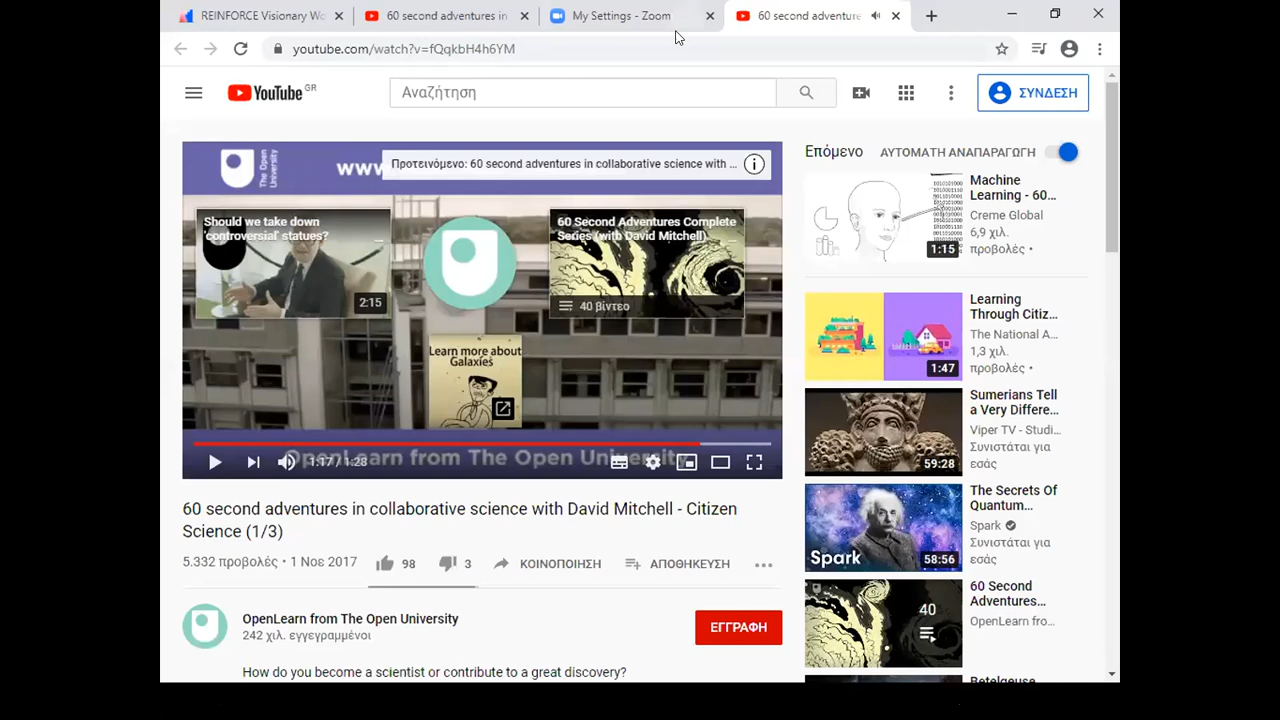 REINFORCE Visionary Wo
60 second adventures in
My Settings - Zoom
60 second adventure
youtube.com/watch?v=fQqkbH4h6YM
YouTube GR
Αναζήτηση
ΣΥΝΔΕΣΗ
The Open
University
www
Προτεινόμενο: 60 second adventures in collaborative science with ...
Should we take down
'controversial' statues?
2:15
60 Second Adventures Complete
Series (with David Mitchell)
40 βίντεο
Learn more about
Galaxies
OpenLearn from The Open University
1:17 / 1:28
60 second adventures in collaborative science with David Mitchell - Citizen
Science (1/3)
5.332 προβολές • 1 Νοε 2017
98
3
ΚΟΙΝΟΠΟΙΗΣΗ
ΑΠΟΘΗΚΕΥΣΗ
OpenLearn from The Open University
242 χιλ. εγγεγραμμένοι
ΕΓΓΡΑΦΗ
How do you become a scientist or contribute to a great discovery?
Επόμενο
ΑΥΤΟΜΑΤΗ ΑΝΑΠΑΡΑΓΩΓΗ
Machine
Learning - 60...
Creme Global
6,9 χιλ.
προβολές •
1:15
Learning
Through Citiz...
The National A...
1,3 χιλ.
προβολές •
1:47
Sumerians Tell
a Very Differe...
Viper TV - Studi...
Συνιστάται για
εσάς
59:28
The Secrets Of
Quantum...
Spark
Συνιστάται για
εσάς
Spark
58:56
60 Second
Adventures...
OpenLearn fro...
40
Betelgeuse